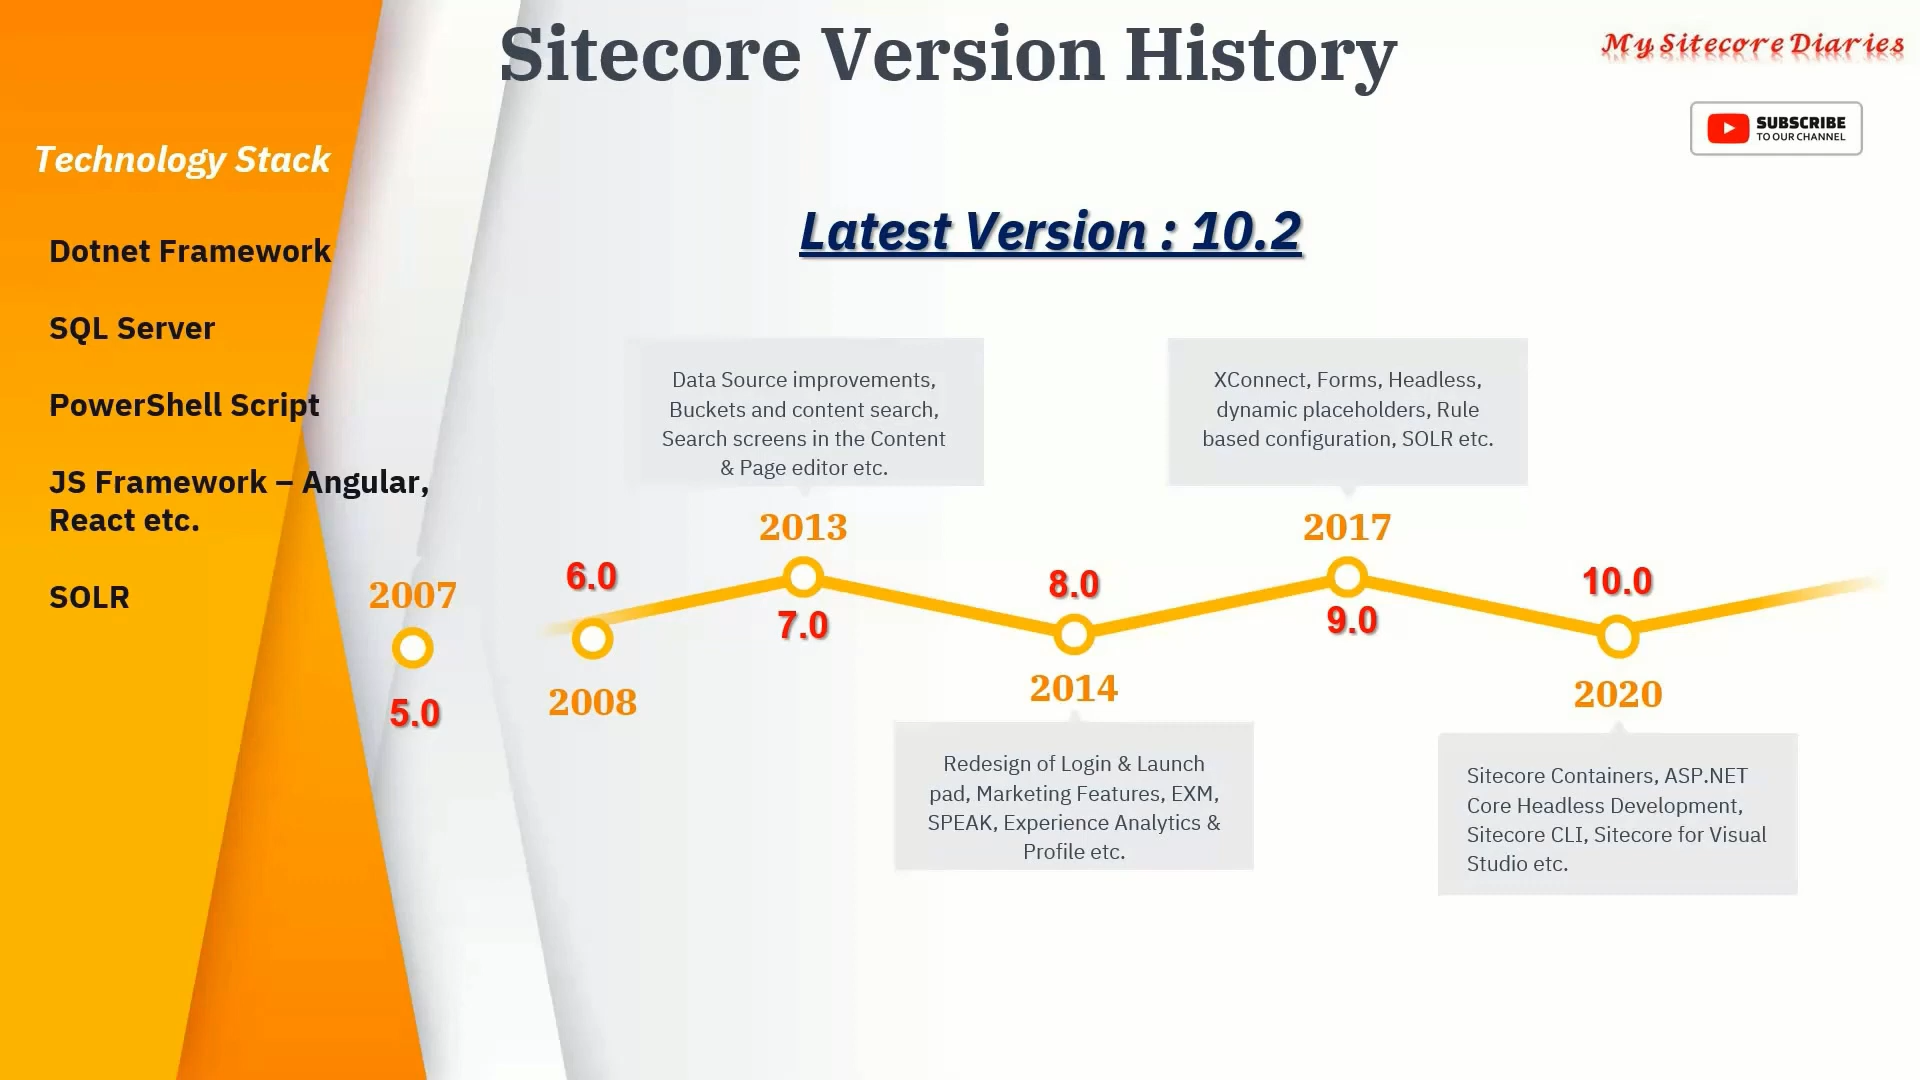 Sitecore Version History
My Sitecore Diaries
SUBSCRIBE
TO OUR CHANNEL
Technology Stack
Dotnet Framework
SQL Server
PowerShell Script
JS Framework – Angular,
React etc.
SOLR
Latest Version : 10.2
Data Source improvements,
Buckets and content search,
Search screens in the Content
& Page editor etc.
XConnect, Forms, Headless,
dynamic placeholders, Rule
based configuration, SOLR etc.
2007
5.0
6.0
2008
2013
7.0
8.0
2014
2017
9.0
10.0
2020
Redesign of Login & Launch
pad, Marketing Features, EXM,
SPEAK, Experience Analytics &
Profile etc.
Sitecore Containers, ASP.NET
Core Headless Development,
Sitecore CLI, Sitecore for Visual
Studio etc.